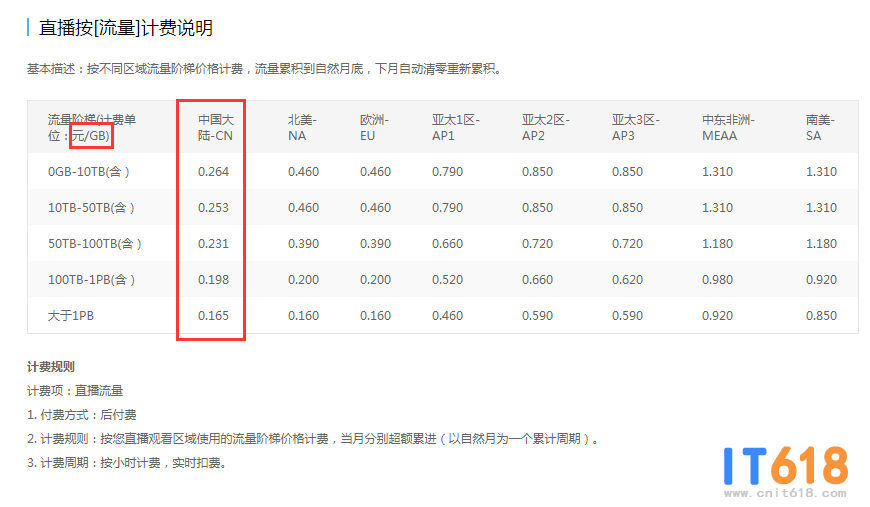 直播按[流量]计费说明
基本描述：按不同区域流量阶梯价格计费，流量累积到自然月底，下月自动清零重新累积。
流量阶梯(计费单位：元/GB) 中国大陆-CN 北美-NA 欧洲-EU 亚太1区-AP1 亚太2区-AP2 亚太3区-AP3 中东非洲-MEAA 南美-SA
0GB-10TB(含 ) 0.264 0.460 0.460 0.790 0.850 0.850 1.310 1.310
10TB-50TB(含 ) 0.253 0.460 0.460 0.790 0.850 0.850 1.310 1.310
50TB-100TB(含 ) 0.231 0.390 0.390 0.660 0.720 0.720 1.180 1.180
100TB-1PB(含 ) 0.198 0.200 0.200 0.520 0.660 0.620 0.980 0.920
大于1PB 0.165 0.160 0.160 0.460 0.590 0.590 0.920 0.850
计费规则
计费项：直播流量
1. 付费方式：后付费
2. 计费规则：按您直播观看区域使用的流量阶梯价格计费，当月分别超额累进（以自然月为一个累计周期）。
3. 计费周期：按小时计费，实时扣费。
IT618
www.cnit618.com